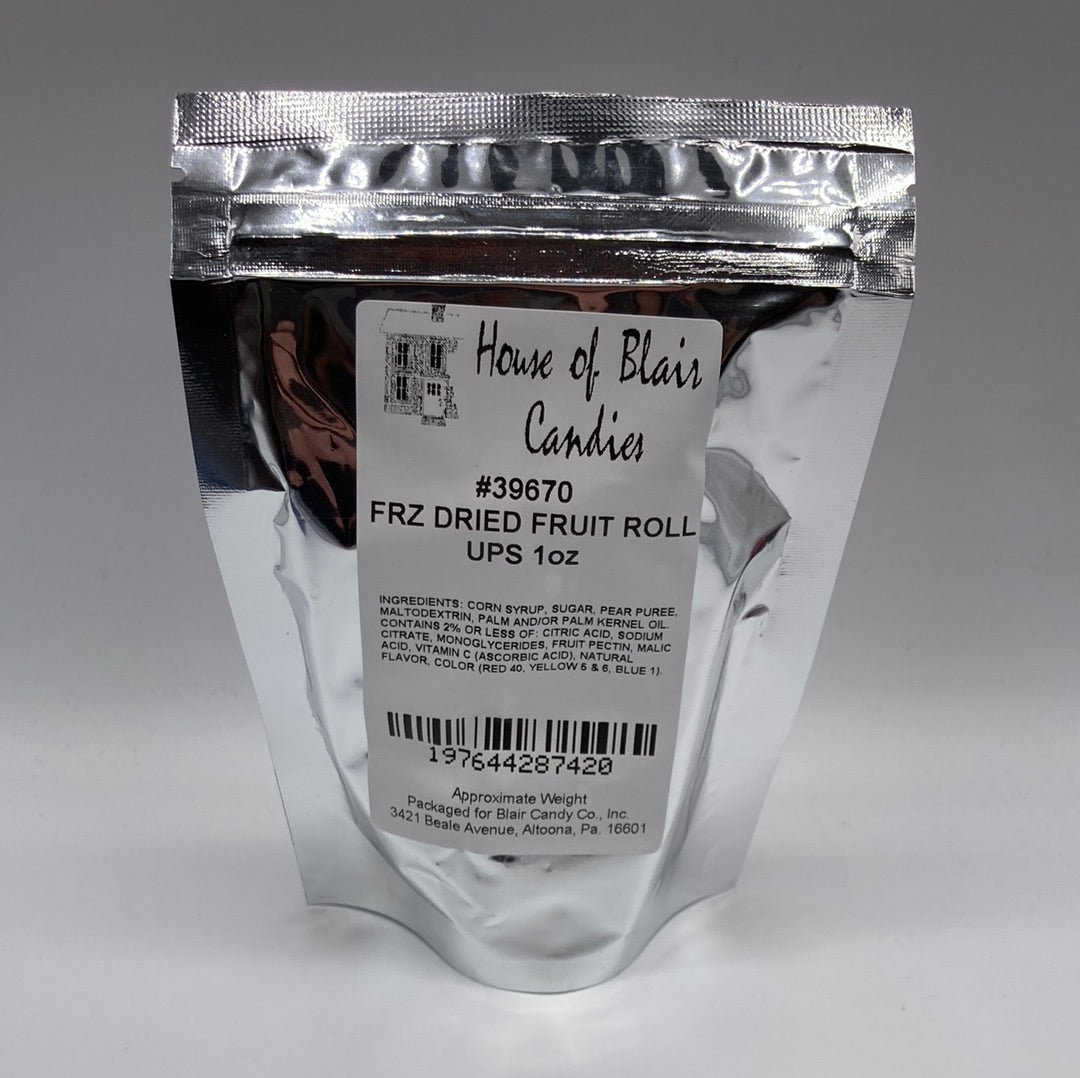 House of Blair
Candies
#39670
FRZ DRIED FRUIT ROLL
UPS 1oz
INGREDIENTS: CORN SYRUP, SUGAR, PEAR PUREE,
MALTODEXTRIN, PALM AND/OR PALM KERNEL OIL.
CONTAINS 2% OR LESS OF: CITRIC ACID, SODIUM
CITRATE, MONOGLYCERIDES, FRUIT PECTIN, MALIC
ACID, VITAMIN C (ASCORBIC ACID), NATURAL
FLAVOR, COLOR (RED 40, YELLOW 5 & 6, BLUE 1).
197644287420
Approximate Weight
Packaged for Blair Candy Co., Inc.
3421 Beale Avenue, Altoona, Pa. 16601